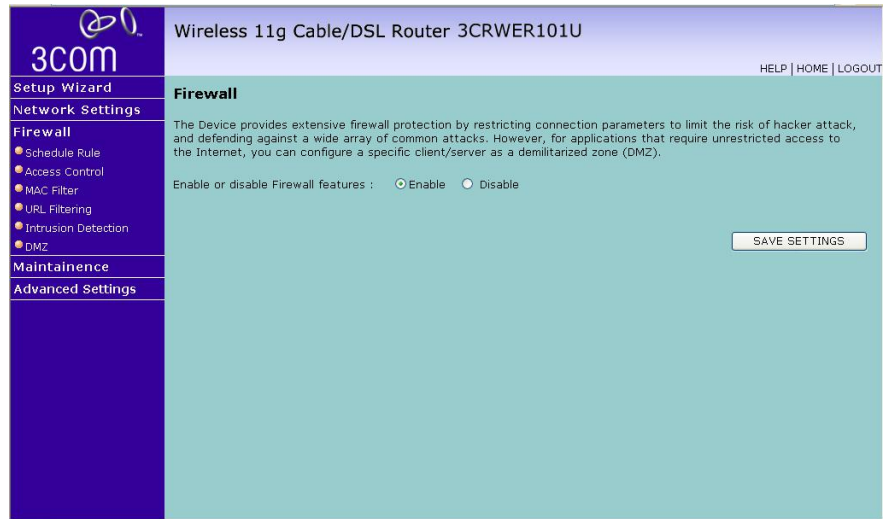 3COM
Wireless 11g Cable/DSL Router 3CRWER101U
HELP | HOME | LOGOUT
Setup Wizard
Network Settings
Firewall
Schedule Rule
Access Control
MAC Filter
URL Filtering
Intrusion Detection
DMZ
Maintainence
Advanced Settings
Firewall
The Device provides extensive firewall protection by restricting connection parameters to limit the risk of hacker attack,
and defending against a wide array of common attacks. However, for applications that require unrestricted access to
the Internet, you can configure a specific client/server as a demilitarized zone (DMZ).
Enable or disable Firewall features : Enable Disable
SAVE SETTINGS